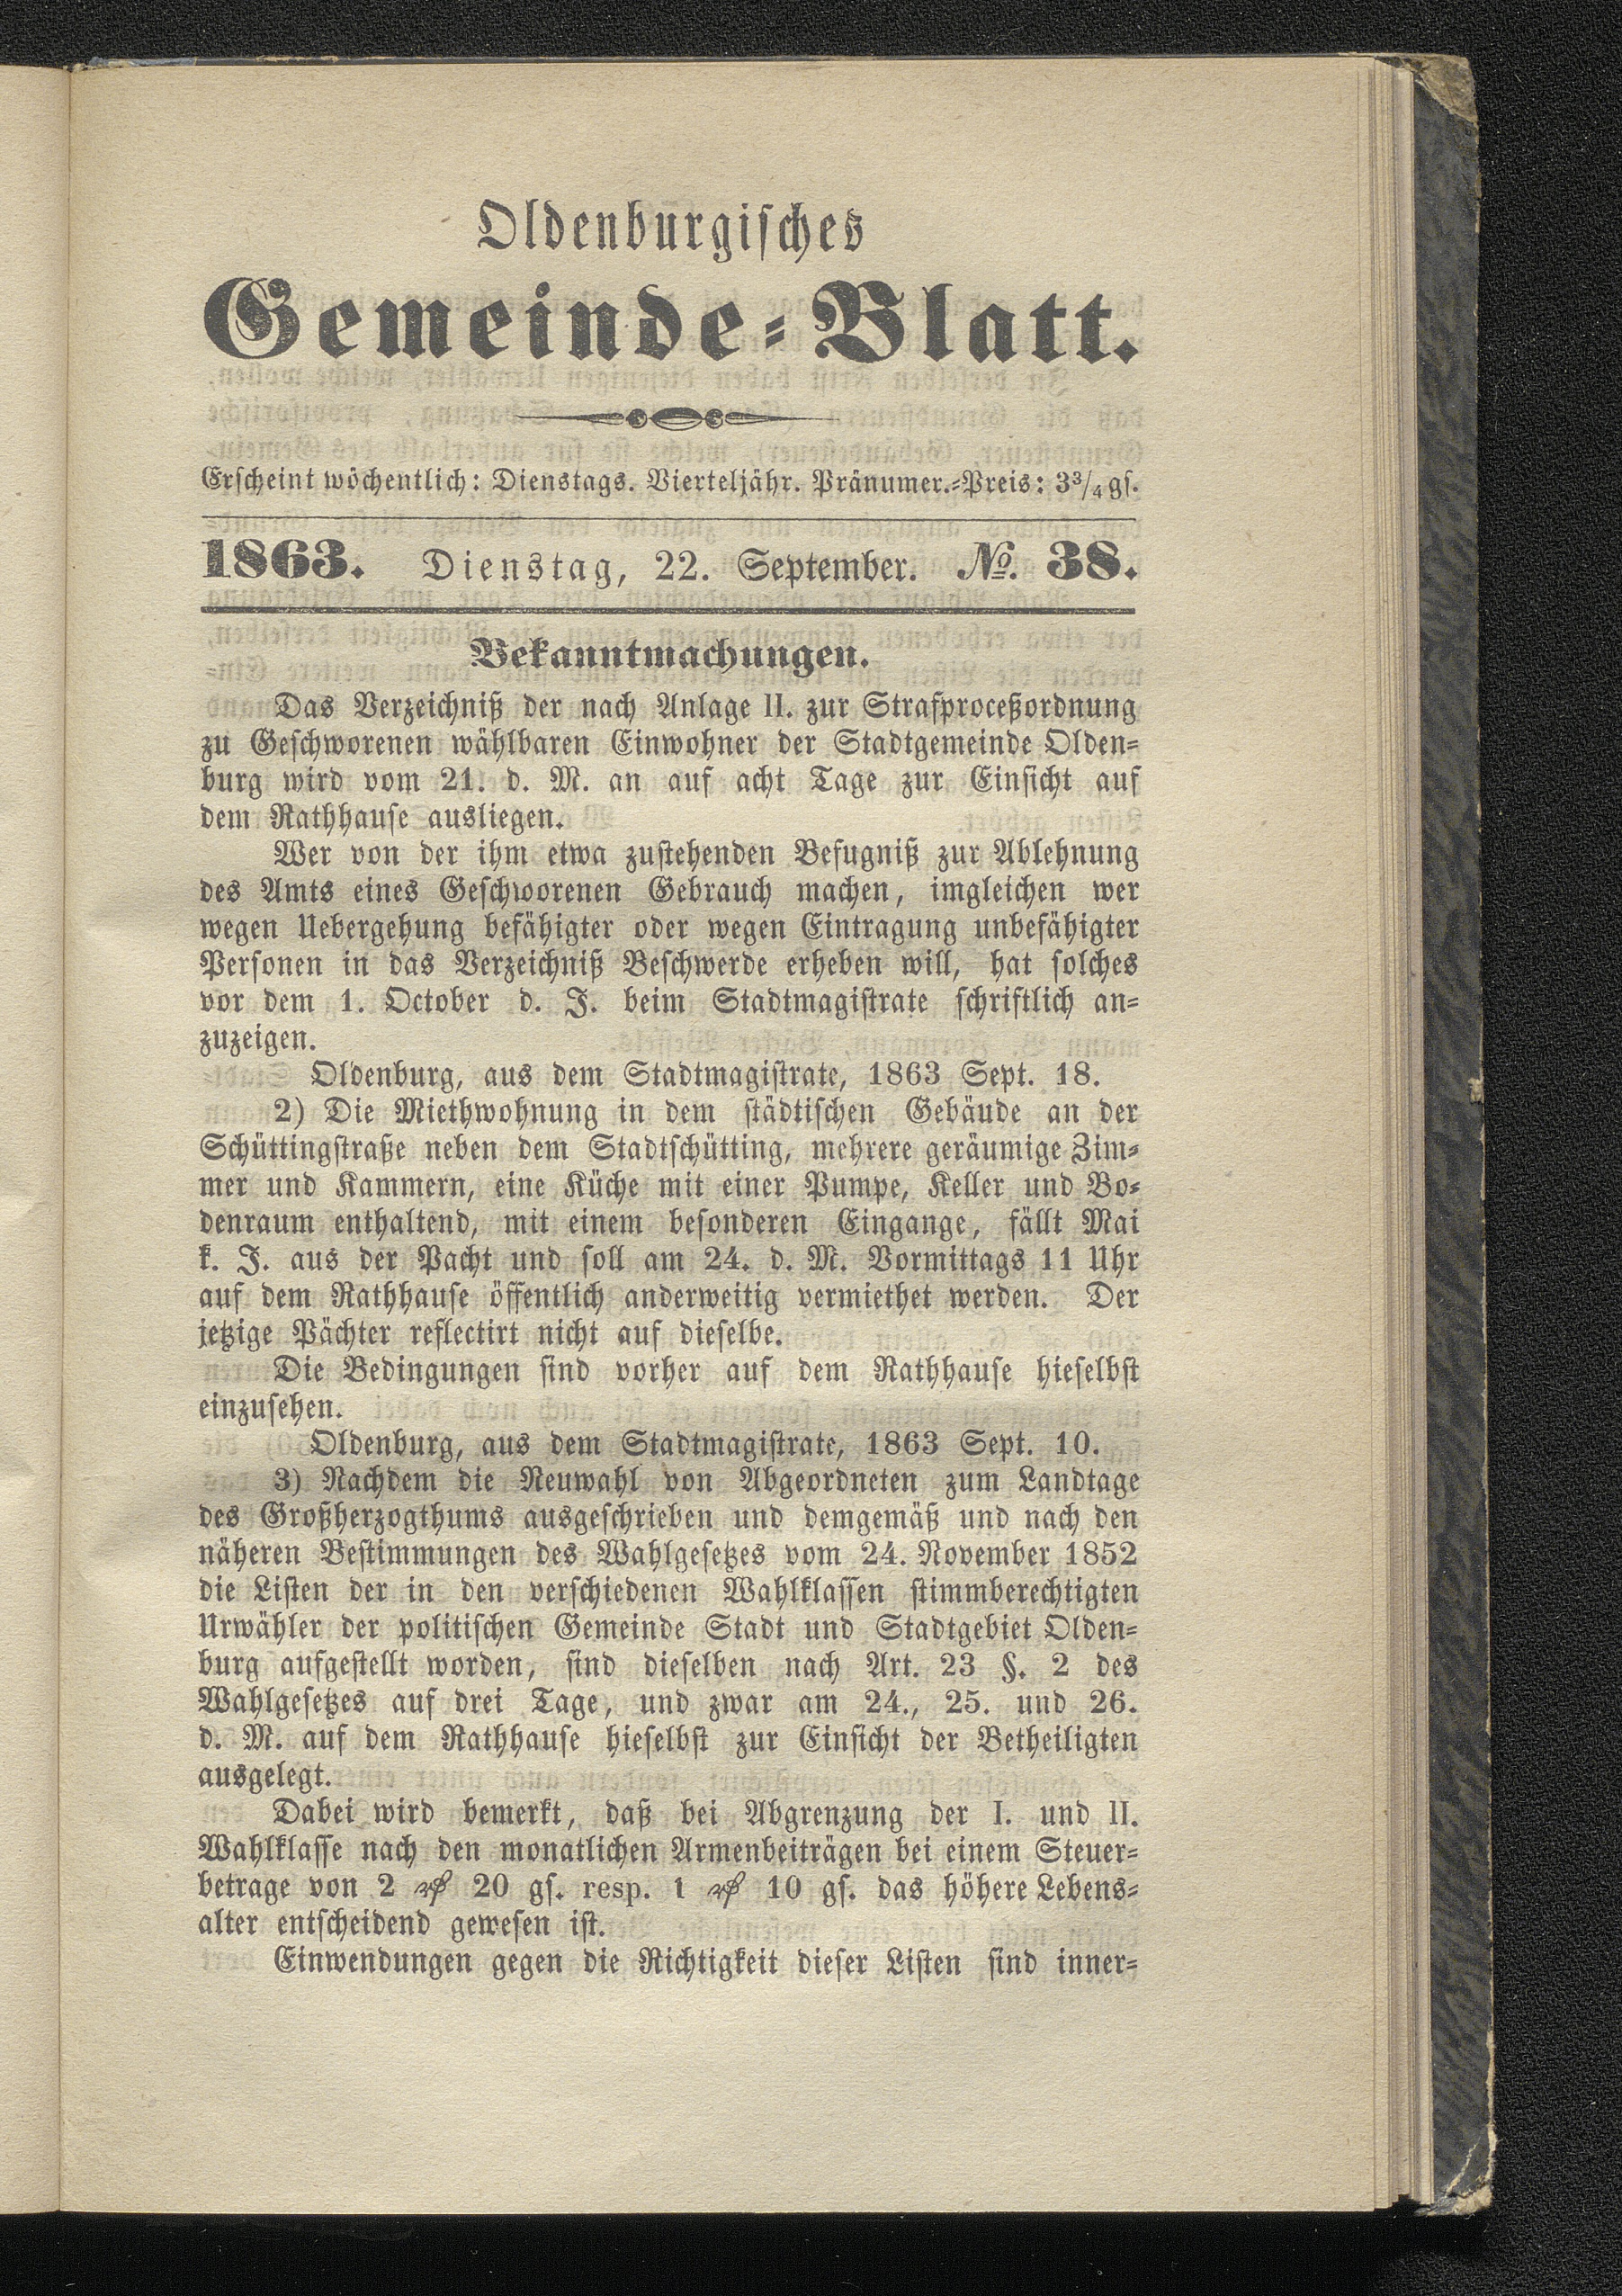 Oldenburgisches
Gemeinde-Blatt.
Erscheint wöchentlich: Dienstags. Vierteljähr. Pränumer.-Preis: 3¾ gs.
1863. Dienstag, 22. September. №. 38.
Bekanntmachungen.
Das Verzeichniß der nach Anlage II. zur Strafproceßordnung
zu Geschworenen wählbaren Einwohner der Stadtgemeinde Olden-
burg wird vom 21. d. M. an auf acht Tage zur Einsicht auf
dem Rathhause ausliegen.
Wer von der ihm etwa zustehenden Befugniß zur Ablehnung
des Amts eines Geschworenen Gebrauch machen, imgleichen wer
wegen Uebergehung befähigter oder wegen Eintragung unbefähigter
Personen in das Verzeichniß Beschwerde erheben will, hat solches
vor dem 1. October d. J. beim Stadtmagistrate schriftlich an-
zuzeigen.
Oldenburg, aus dem Stadtmagistrate, 1863 Sept. 18.
2) Die Miethwohnung in dem städtischen Gebäude an der
Schüttingstraße neben dem Stadtschütting, mehrere geräumige Zim-
mer und Kammern, eine Küche mit einer Pumpe, Keller und Bo-
denraum enthaltend, mit einem besonderen Eingange, fällt Mai
k. J. aus der Pacht und soll am 24. d. M. Vormittags 11 Uhr
auf dem Rathhause öffentlich anderweitig vermiethet werden. Der
jetzige Pächter reflectirt nicht auf dieselbe.
Die Bedingungen sind vorher auf dem Rathhause hieselbst
einzusehen.
Oldenburg, aus dem Stadtmagistrate, 1863 Sept. 10.
3) Nachdem die Neuwahl von Abgeordneten zum Landtage
des Großherzogthums ausgeschrieben und demgemäß und nach den
näheren Bestimmungen des Wahlgesetzes vom 24. November 1852
die Listen der in den verschiedenen Wahlklassen stimmberechtigten
Urwähler der politischen Gemeinde Stadt und Stadtgebiet Olden-
burg aufgestellt worden, sind dieselben nach Art. 23 §. 2 des
Wahlgesetzes auf drei Tage, und zwar am 24., 25. und 26.
d. M. auf dem Rathhause hieselbst zur Einsicht der Betheiligten
ausgelegt.
Dabei wird bemerkt, daß bei Abgrenzung der I. und II.
Wahlklasse nach den monatlichen Armenbeiträgen bei einem Steuer-
betrage von 2 ₰ 20 gs. resp. 1 ₰ 10 gs. das höhere Lebens-
alter entscheidend gewesen ist.
Einwendungen gegen die Richtigkeit dieser Listen sind inner-